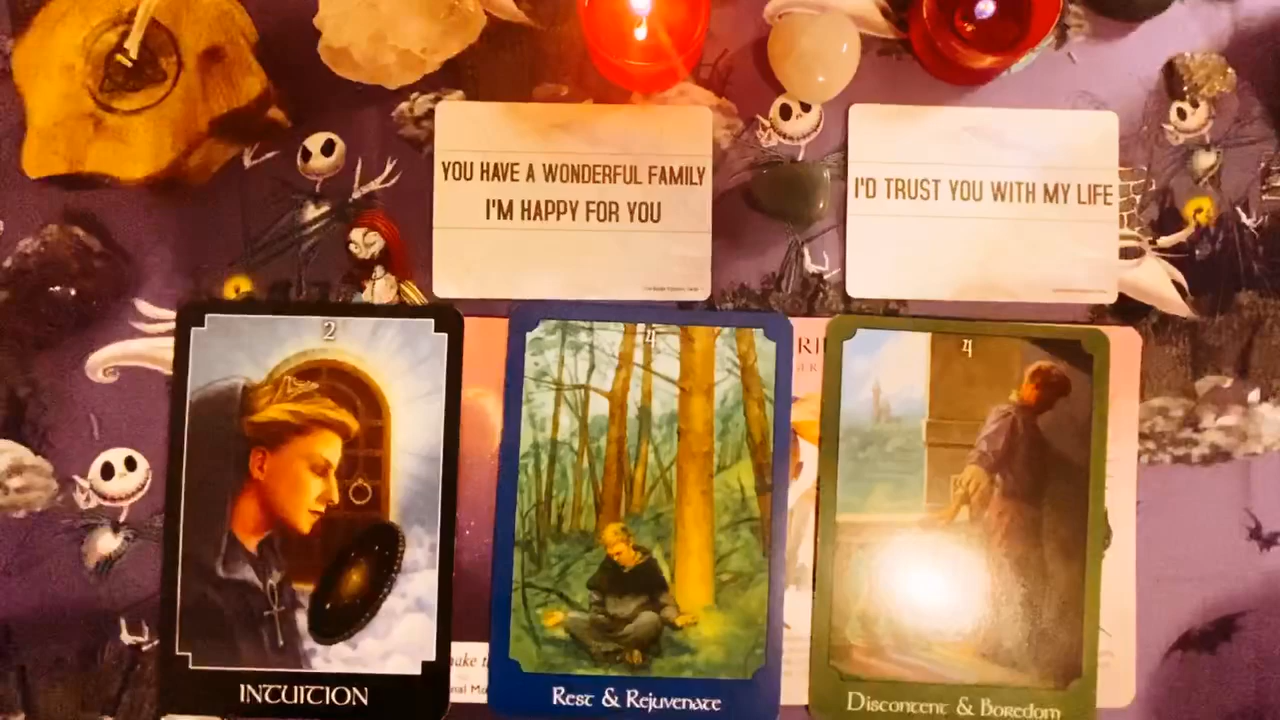 YOU HAVE A WONDERFUL FAMILY
I'M HAPPY FOR YOU
I'D TRUST YOU WITH MY LIFE
2
4
4
INTUITION
REST & REJUVENATE
DISCONTENT & BOREDOM